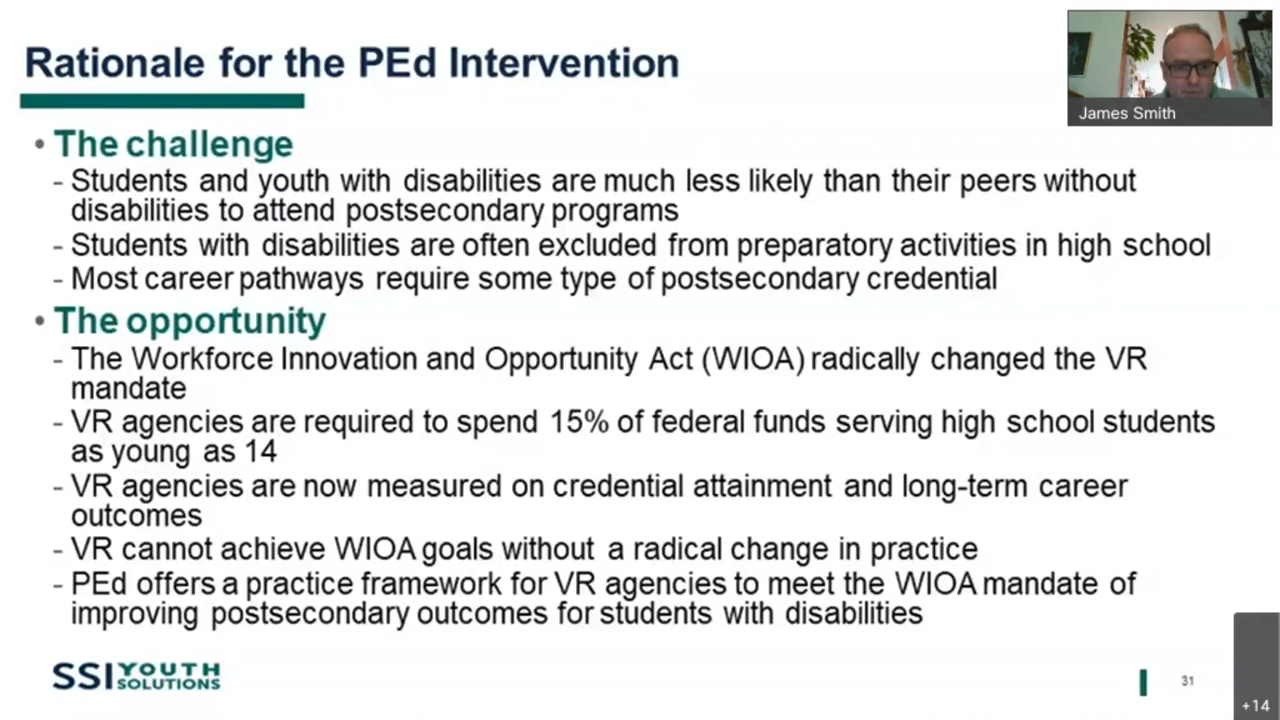 Rationale for the PEd Intervention
James Smith
• The challenge
- Students and youth with disabilities are much less likely than their peers without
disabilities to attend postsecondary programs
- Students with disabilities are often excluded from preparatory activities in high school
- Most career pathways require some type of postsecondary credential
• The opportunity
- The Workforce Innovation and Opportunity Act (WIOA) radically changed the VR
mandate
- VR agencies are required to spend 15% of federal funds serving high school students
as young as 14
- VR agencies are now measured on credential attainment and long-term career
outcomes
- VR cannot achieve WIOA goals without a radical change in practice
- PEd offers a practice framework for VR agencies to meet the WIOA mandate of
improving postsecondary outcomes for students with disabilities
SSI YOUTH
SOLUTIONS
31
+14